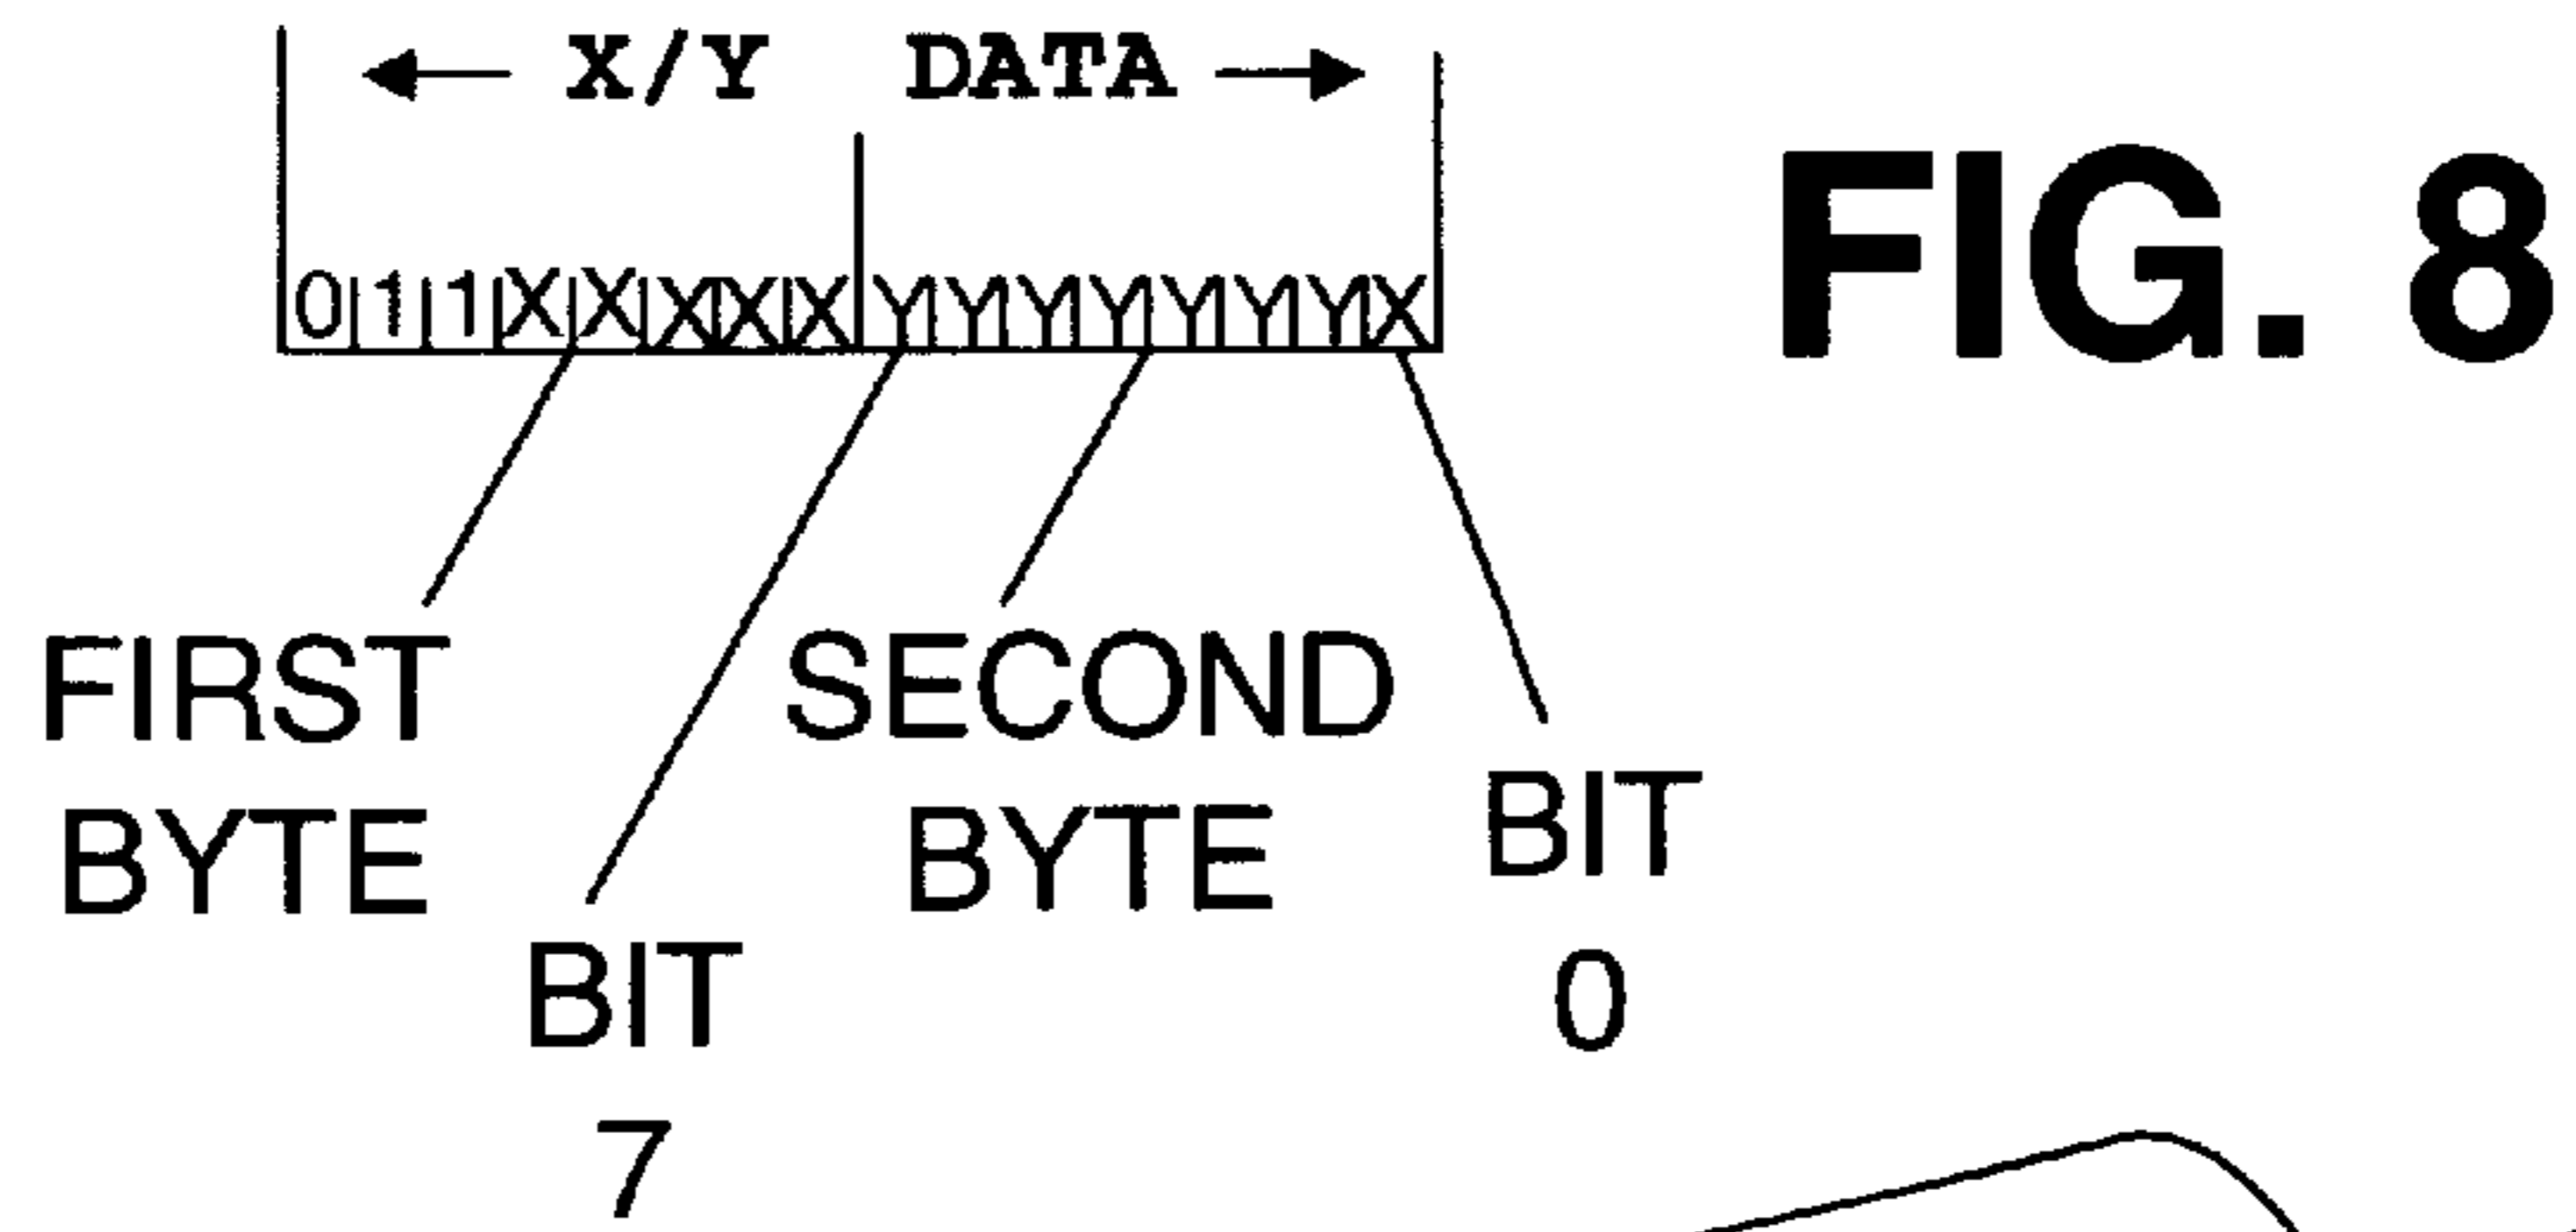 X/Y DATA
FIG. 8
0|1|1|X|X|X|X|X|Y|Y|Y|Y|Y|Y|Y|X
FIRST BYTE
SECOND BYTE
BIT 0
BIT 7